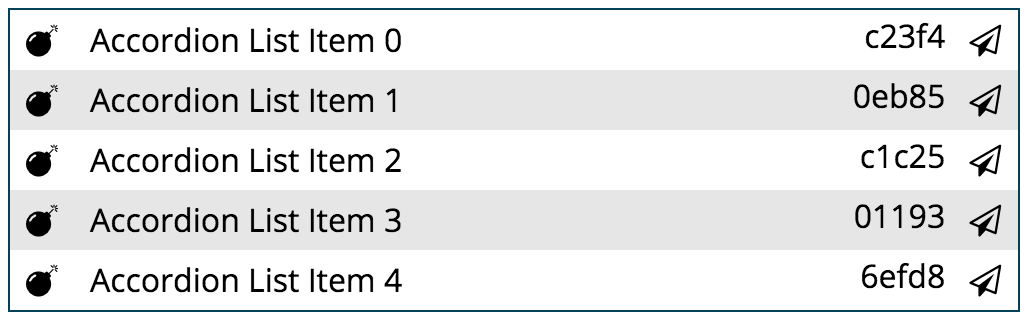 Accordion List Item 0 c23f4
Accordion List Item 1 0eb85
Accordion List Item 2 c1c25
Accordion List Item 3 01193
Accordion List Item 4 6efd8